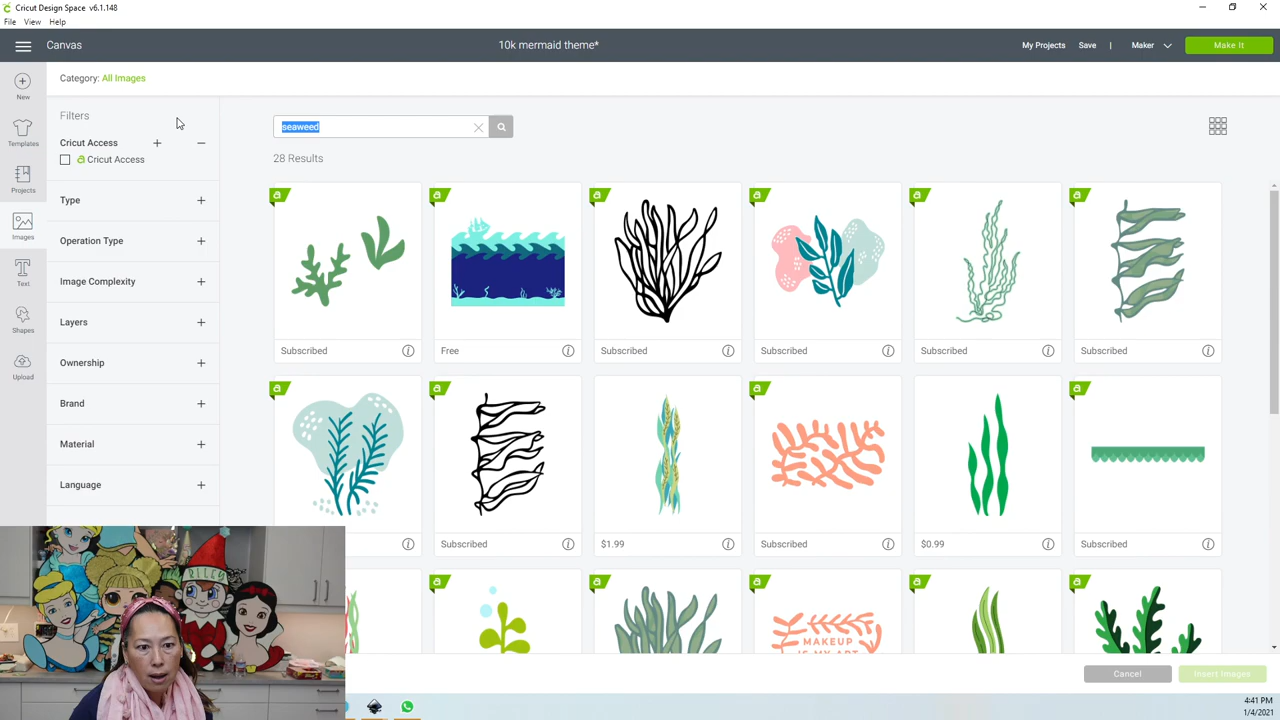 Cricut Design Space v6.1.148
File View Help
Canvas
10k mermaid theme*
My Projects Save | Maker Make It
New
Templates
Projects
Images
Text
Shapes
Upload
Category: All Images
Filters
Cricut Access
Cricut Access
Type
Operation Type
Image Complexity
Layers
Ownership
Brand
Material
Language
seaweed
28 Results
Subscribed Free Subscribed Subscribed Subscribed Subscribed
Subscribed $1.99 Subscribed $0.99 Subscribed
MAKEUP
IS MY ART
RILEY
Cancel Insert Images
4:41 PM
1/4/2021